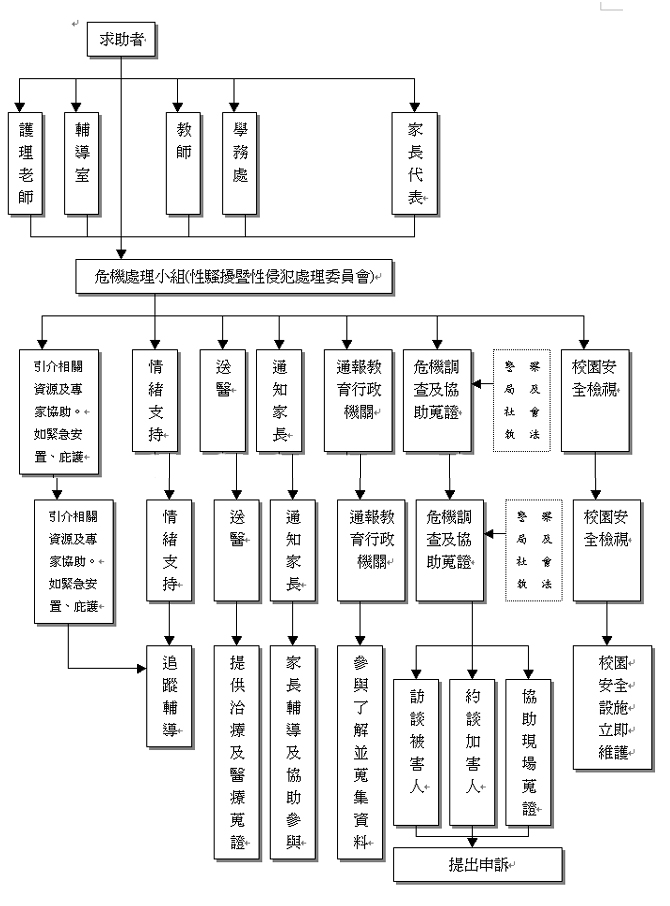 求助者
護理老師
輔導室
教師
學務處
家長代表
危機處理小組(性騷擾暨性侵犯處理委員會)
引介相關
資源及專
家協助。
如緊急安
置、庇護
情緒支持
送醫
通知家長
通報教
育行政
機關
危機調
查及協
助蒐證
警察
局及
社會
執法
校園安
全檢視
引介相關
資源及專
家協助。
如緊急安
置、庇護
情緒支持
送醫
通知家長
通報教
育行政
機關
危機調
查及協
助蒐證
警察
局及
社會
執法
校園安
全檢視
追蹤輔導
提供治療及醫療蒐證
家長輔導及協助參與
參與了解並蒐集資料
訪談被害人
約談加害人
協助現場蒐證
校園
安全
設施
立即
維護
提出申訴